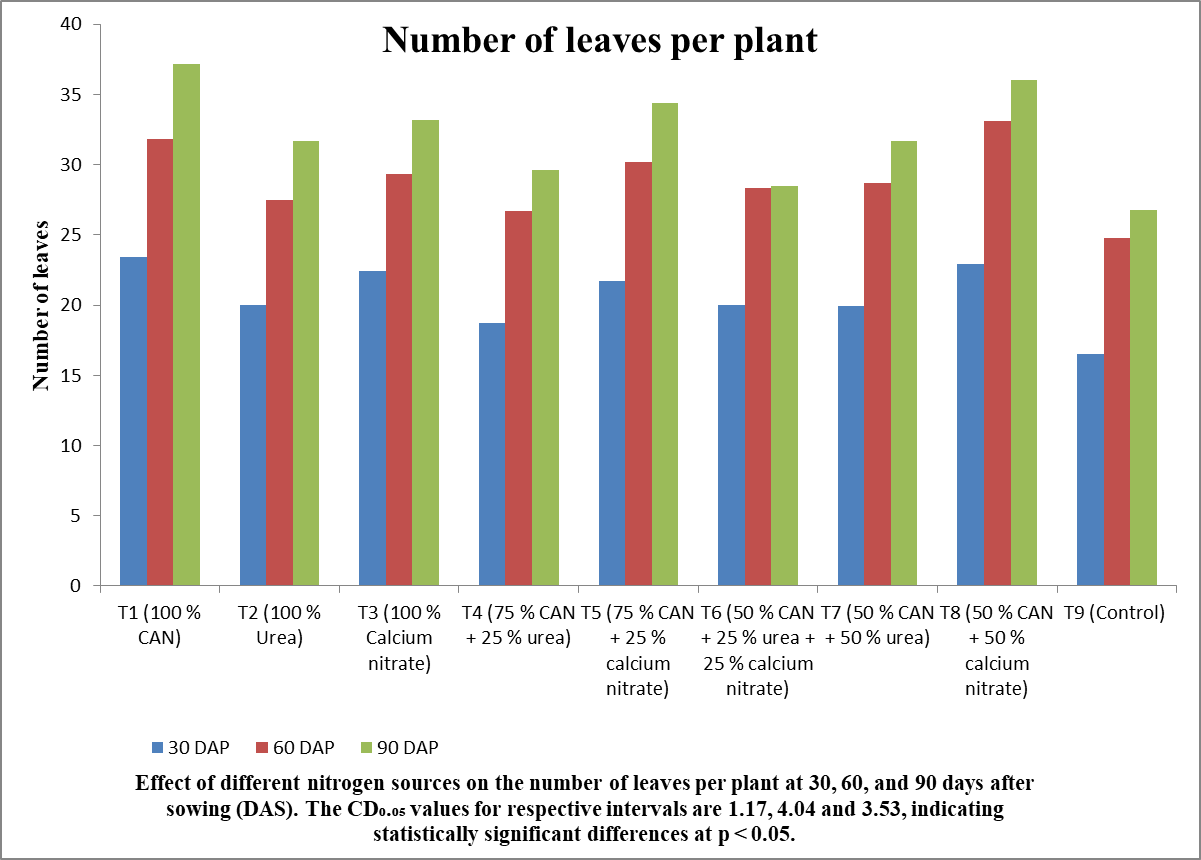 Number of leaves per plant
Number of leaves
40
35
30
25
20
15
10
5
0
T1 (100 %
CAN)
T2 (100 %
Urea)
T3 (100 %
Calcium
nitrate)
T4 (75 % CAN
+ 25 % urea)
T5 (75 % CAN
+ 25 %
calcium
nitrate)
T6 (50 % CAN
+ 25 % urea +
25 % calcium
nitrate)
T7 (50 % CAN
+ 50 % urea)
T8 (50 % CAN
+ 50 %
calcium
nitrate)
T9 (Control)
30 DAP
60 DAP
90 DAP
Effect of different nitrogen sources on the number of leaves per plant at 30, 60, and 90 days after
sowing (DAS). The CD₀.₀₅ values for respective intervals are 1.17, 4.04 and 3.53, indicating
statistically significant differences at p < 0.05.